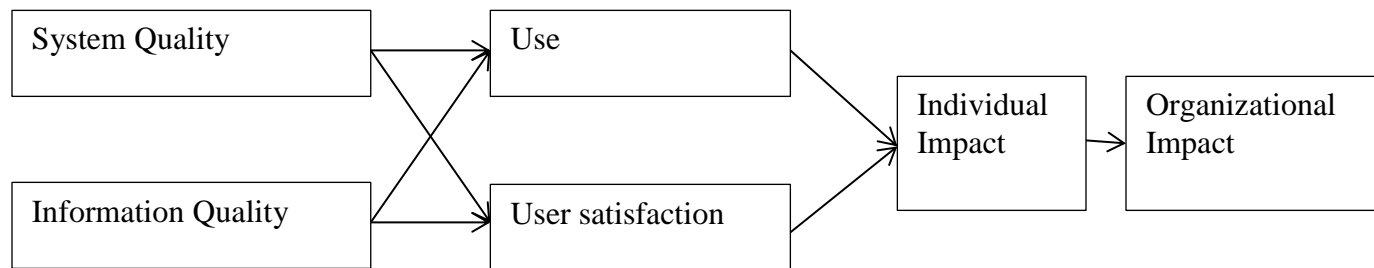 System Quality
Use
Individual
Impact
Organizational
Impact
Information Quality
User satisfaction